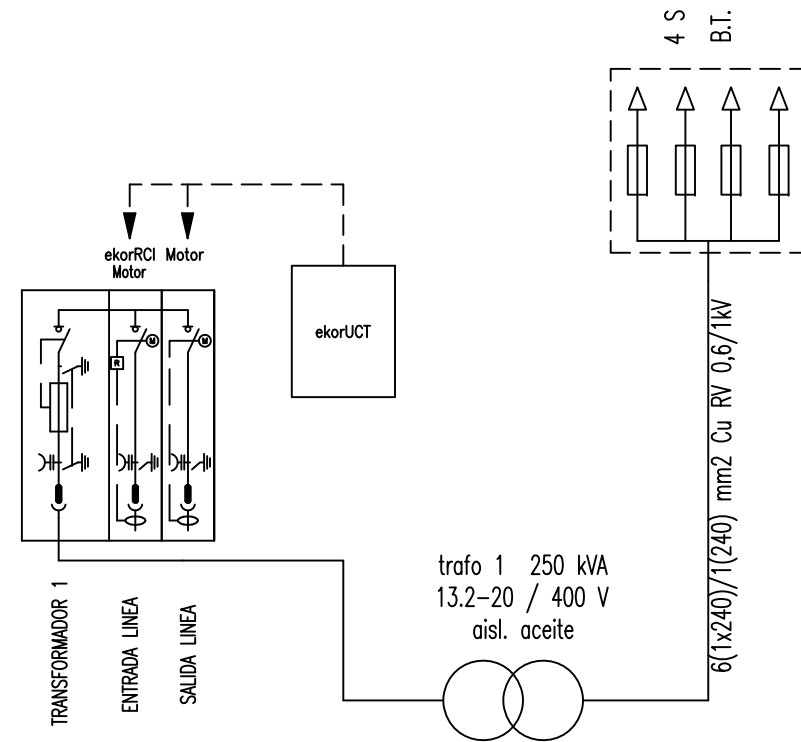 4 S
B.T.
ekorRCI
Motor
Motor
ekorUCT
M
M
R
6(1x240)/1(240) mm2 Cu RV 0,6/1kV
trafo 1 250 kVA
13.2-20 / 400 V
aisl. aceite
TRANSFORMADOR 1
ENTRADA LINEA
SALIDA LINEA